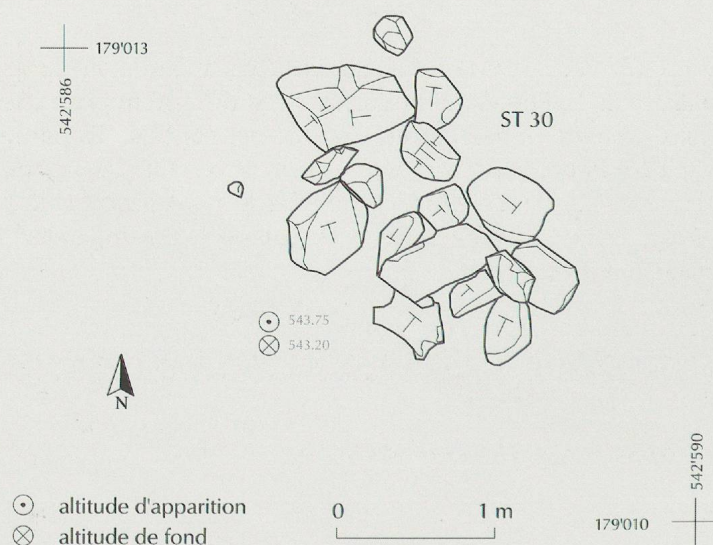 179'013
542'586
ST 30
543.75
543.20
N
542'590
altitude d'apparition
0 1 m
179'010
altitude de fond